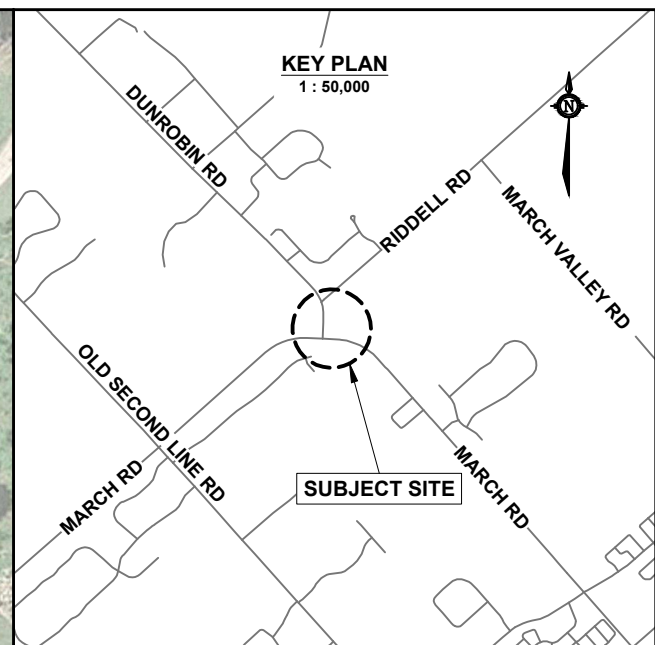 KEY PLAN
1 : 50,000
N
DUNROBIN RD
RIDDELL RD
MARCH VALLEY RD
OLD SECOND LINE RD
MARCH RD
SUBJECT SITE
MARCH RD